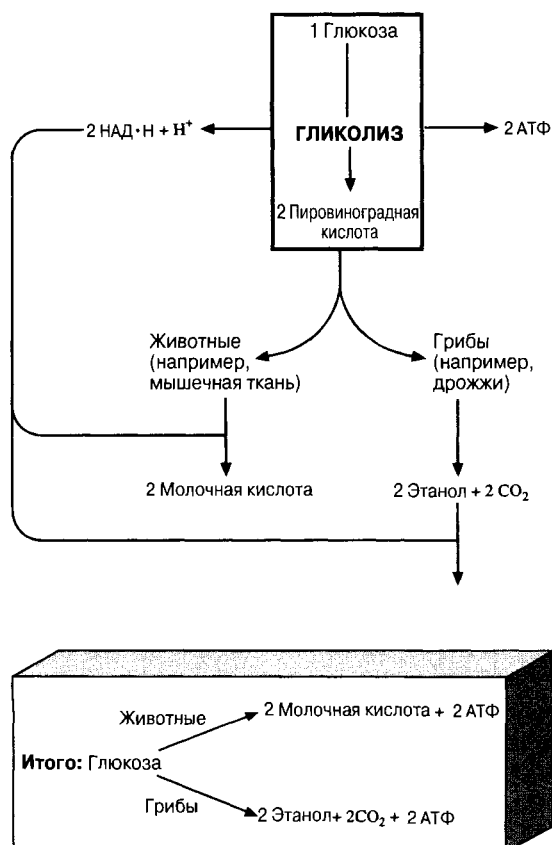 1 Глюкоза
2 НАД·Н + H⁺
ГЛИКОЛИЗ
2 АТФ
2 Пировиноградная
кислота
Животные
(например,
мышечная ткань)
Грибы
(например,
дрожжи)
2 Молочная кислота
2 Этанол + 2 CO₂
Животные
2 Молочная кислота + 2 АТФ
Итого: Глюкоза
Грибы
2 Этанол+ 2CO₂ + 2 АТФ